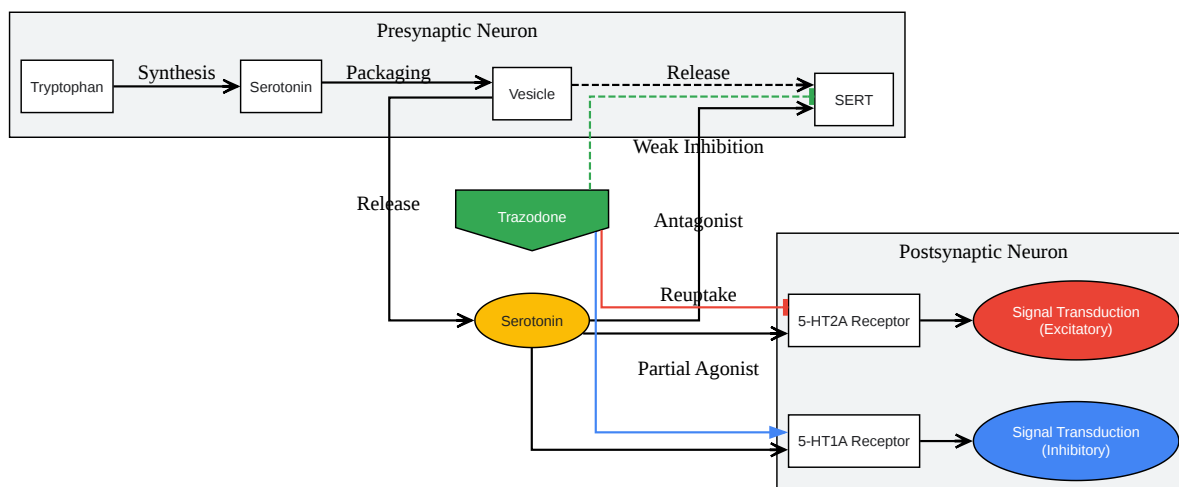 Presynaptic Neuron
Tryptophan
Synthesis
Serotonin
Packaging
Vesicle
Release
SERT
Weak Inhibition
Release
Trazodone
Antagonist
Postsynaptic Neuron
Reuptake
Serotonin
5-HT2A Receptor
Signal Transduction
(Excitatory)
Partial Agonist
5-HT1A Receptor
Signal Transduction
(Inhibitory)